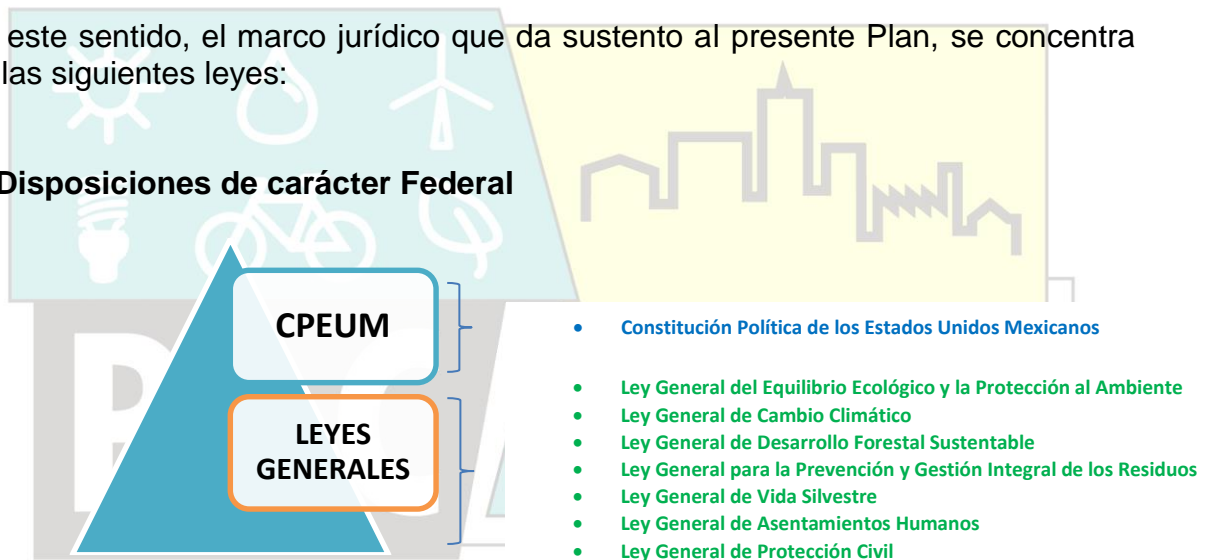 este sentido, el marco jurídico que da sustento al presente Plan, se concentra
las siguientes leyes:
Disposiciones de carácter Federal
CPEUM
• Constitución Política de los Estados Unidos Mexicanos
LEYES
GENERALES
• Ley General del Equilibrio Ecológico y la Protección al Ambiente
• Ley General de Cambio Climático
• Ley General de Desarrollo Forestal Sustentable
• Ley General para la Prevención y Gestión Integral de los Residuos
• Ley General de Vida Silvestre
• Ley General de Asentamientos Humanos
• Ley General de Protección Civil